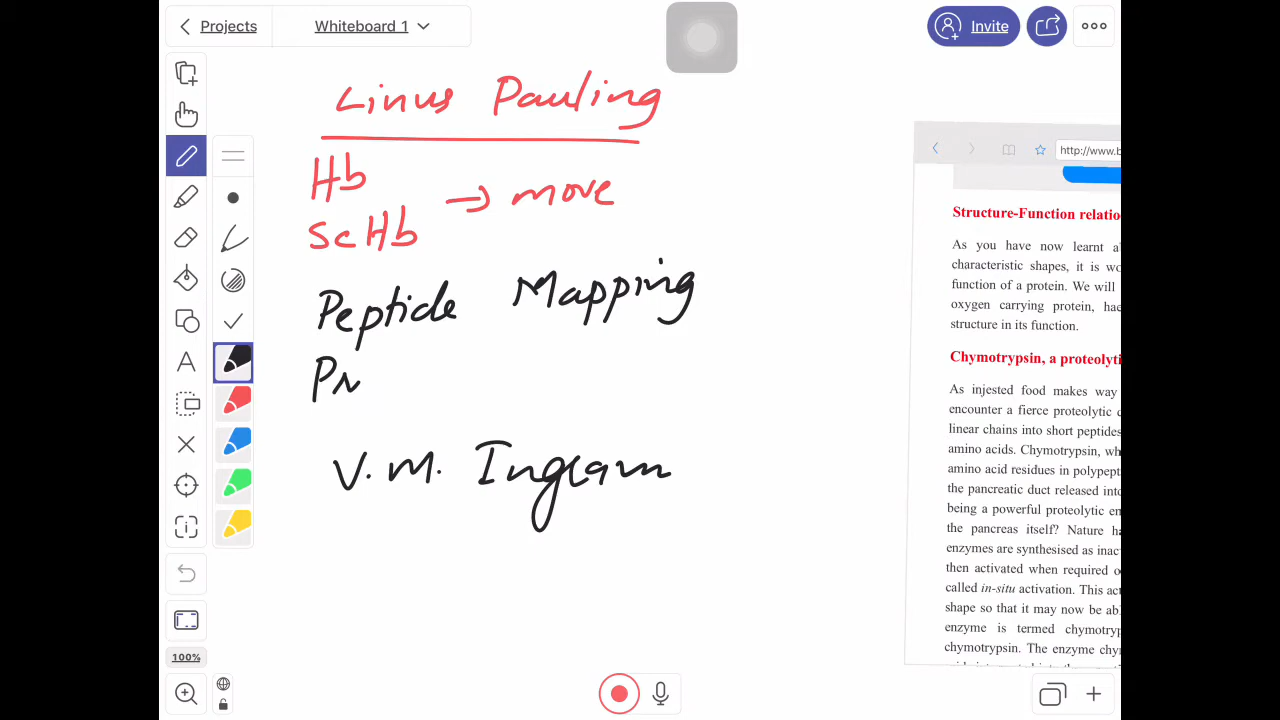 Projects
Whiteboard 1
Invite
Linus Pauling
Hb
ScHb → move
Peptide Mapping
Pr
V. M. Ingram
A
100%
http://www.b
Structure-Function relatio
As you have now learnt a
characteristic shapes, it is wo
function of a protein. We will
oxygen carrying protein, hae
structure in its function.
Chymotrypsin, a proteolyti
As injested food makes way
encounter a fierce proteolytic
linear chains into short peptides
amino acids. Chymotrypsin, wh
amino acid residues in polypept
the pancreatic duct released into
being a powerful proteolytic en
the pancreas itself? Nature ha
enzymes are synthesised as inac
then activated when required o
called in-situ activation. This act
shape so that it may now be abl
enzyme is termed chymotryp
chymotrypsin. The enzyme chy